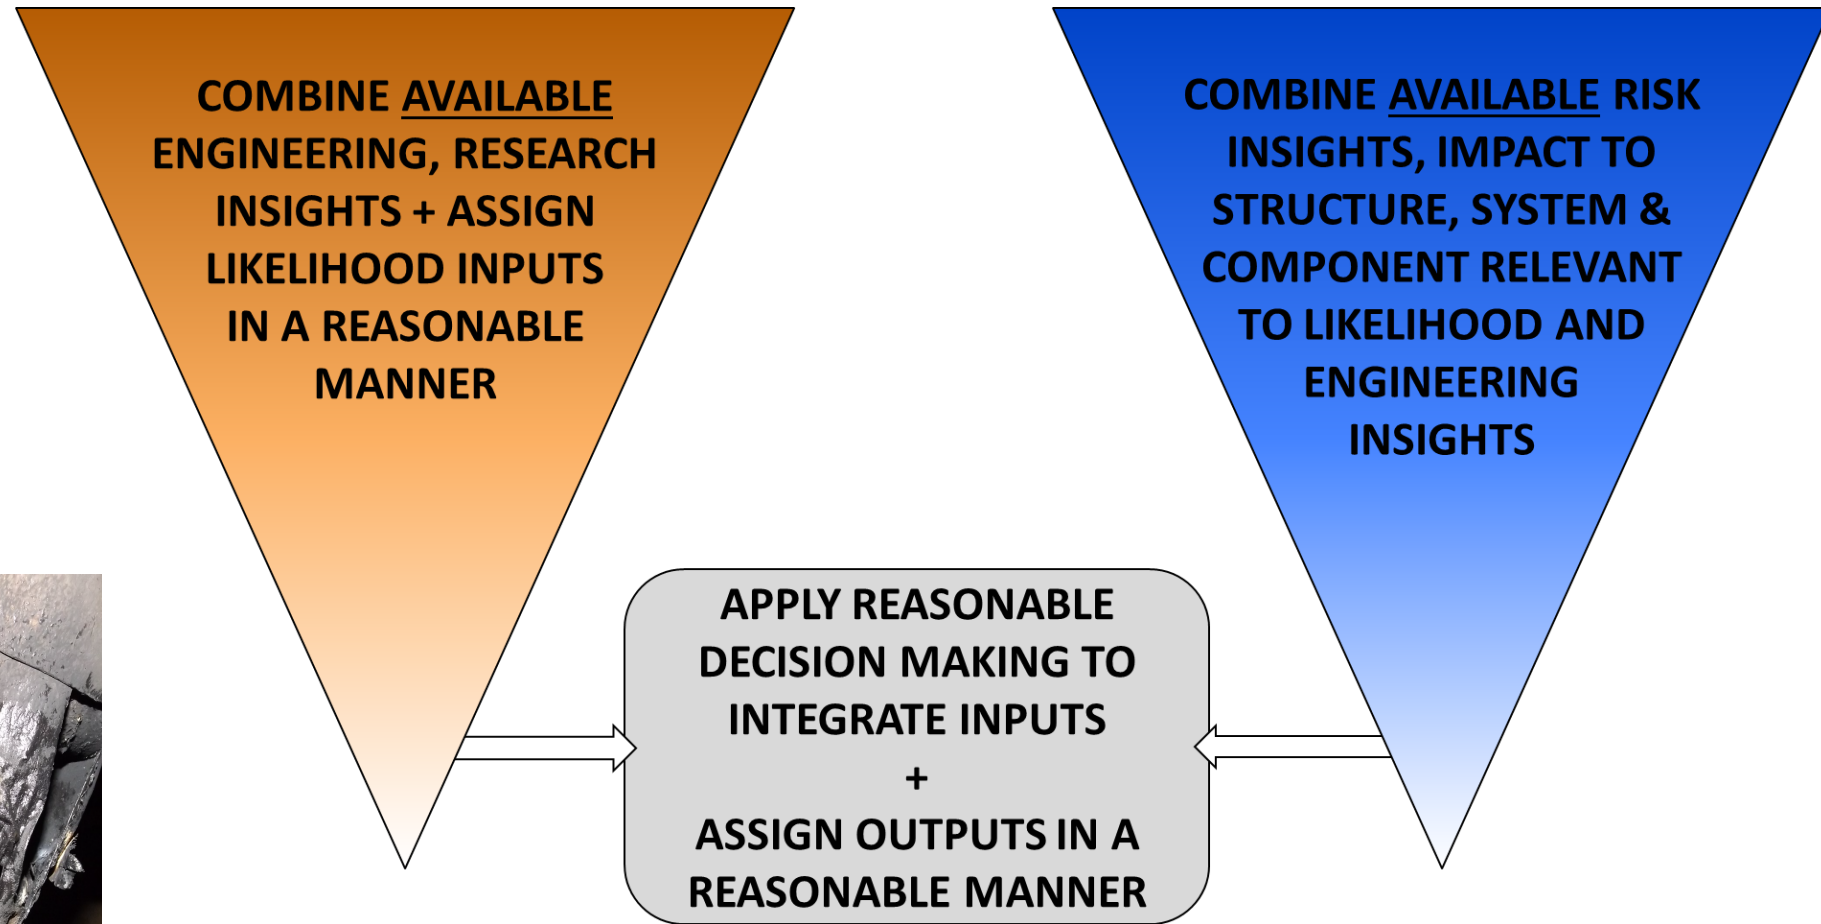 COMBINE AVAILABLE
ENGINEERING, RESEARCH
INSIGHTS + ASSIGN
LIKELIHOOD INPUTS
IN A REASONABLE
MANNER
COMBINE AVAILABLE RISK
INSIGHTS, IMPACT TO
STRUCTURE, SYSTEM &
COMPONENT RELEVANT
TO LIKELIHOOD AND
ENGINEERING
INSIGHTS
APPLY REASONABLE
DECISION MAKING TO
INTEGRATE INPUTS
+
ASSIGN OUTPUTS IN A
REASONABLE MANNER